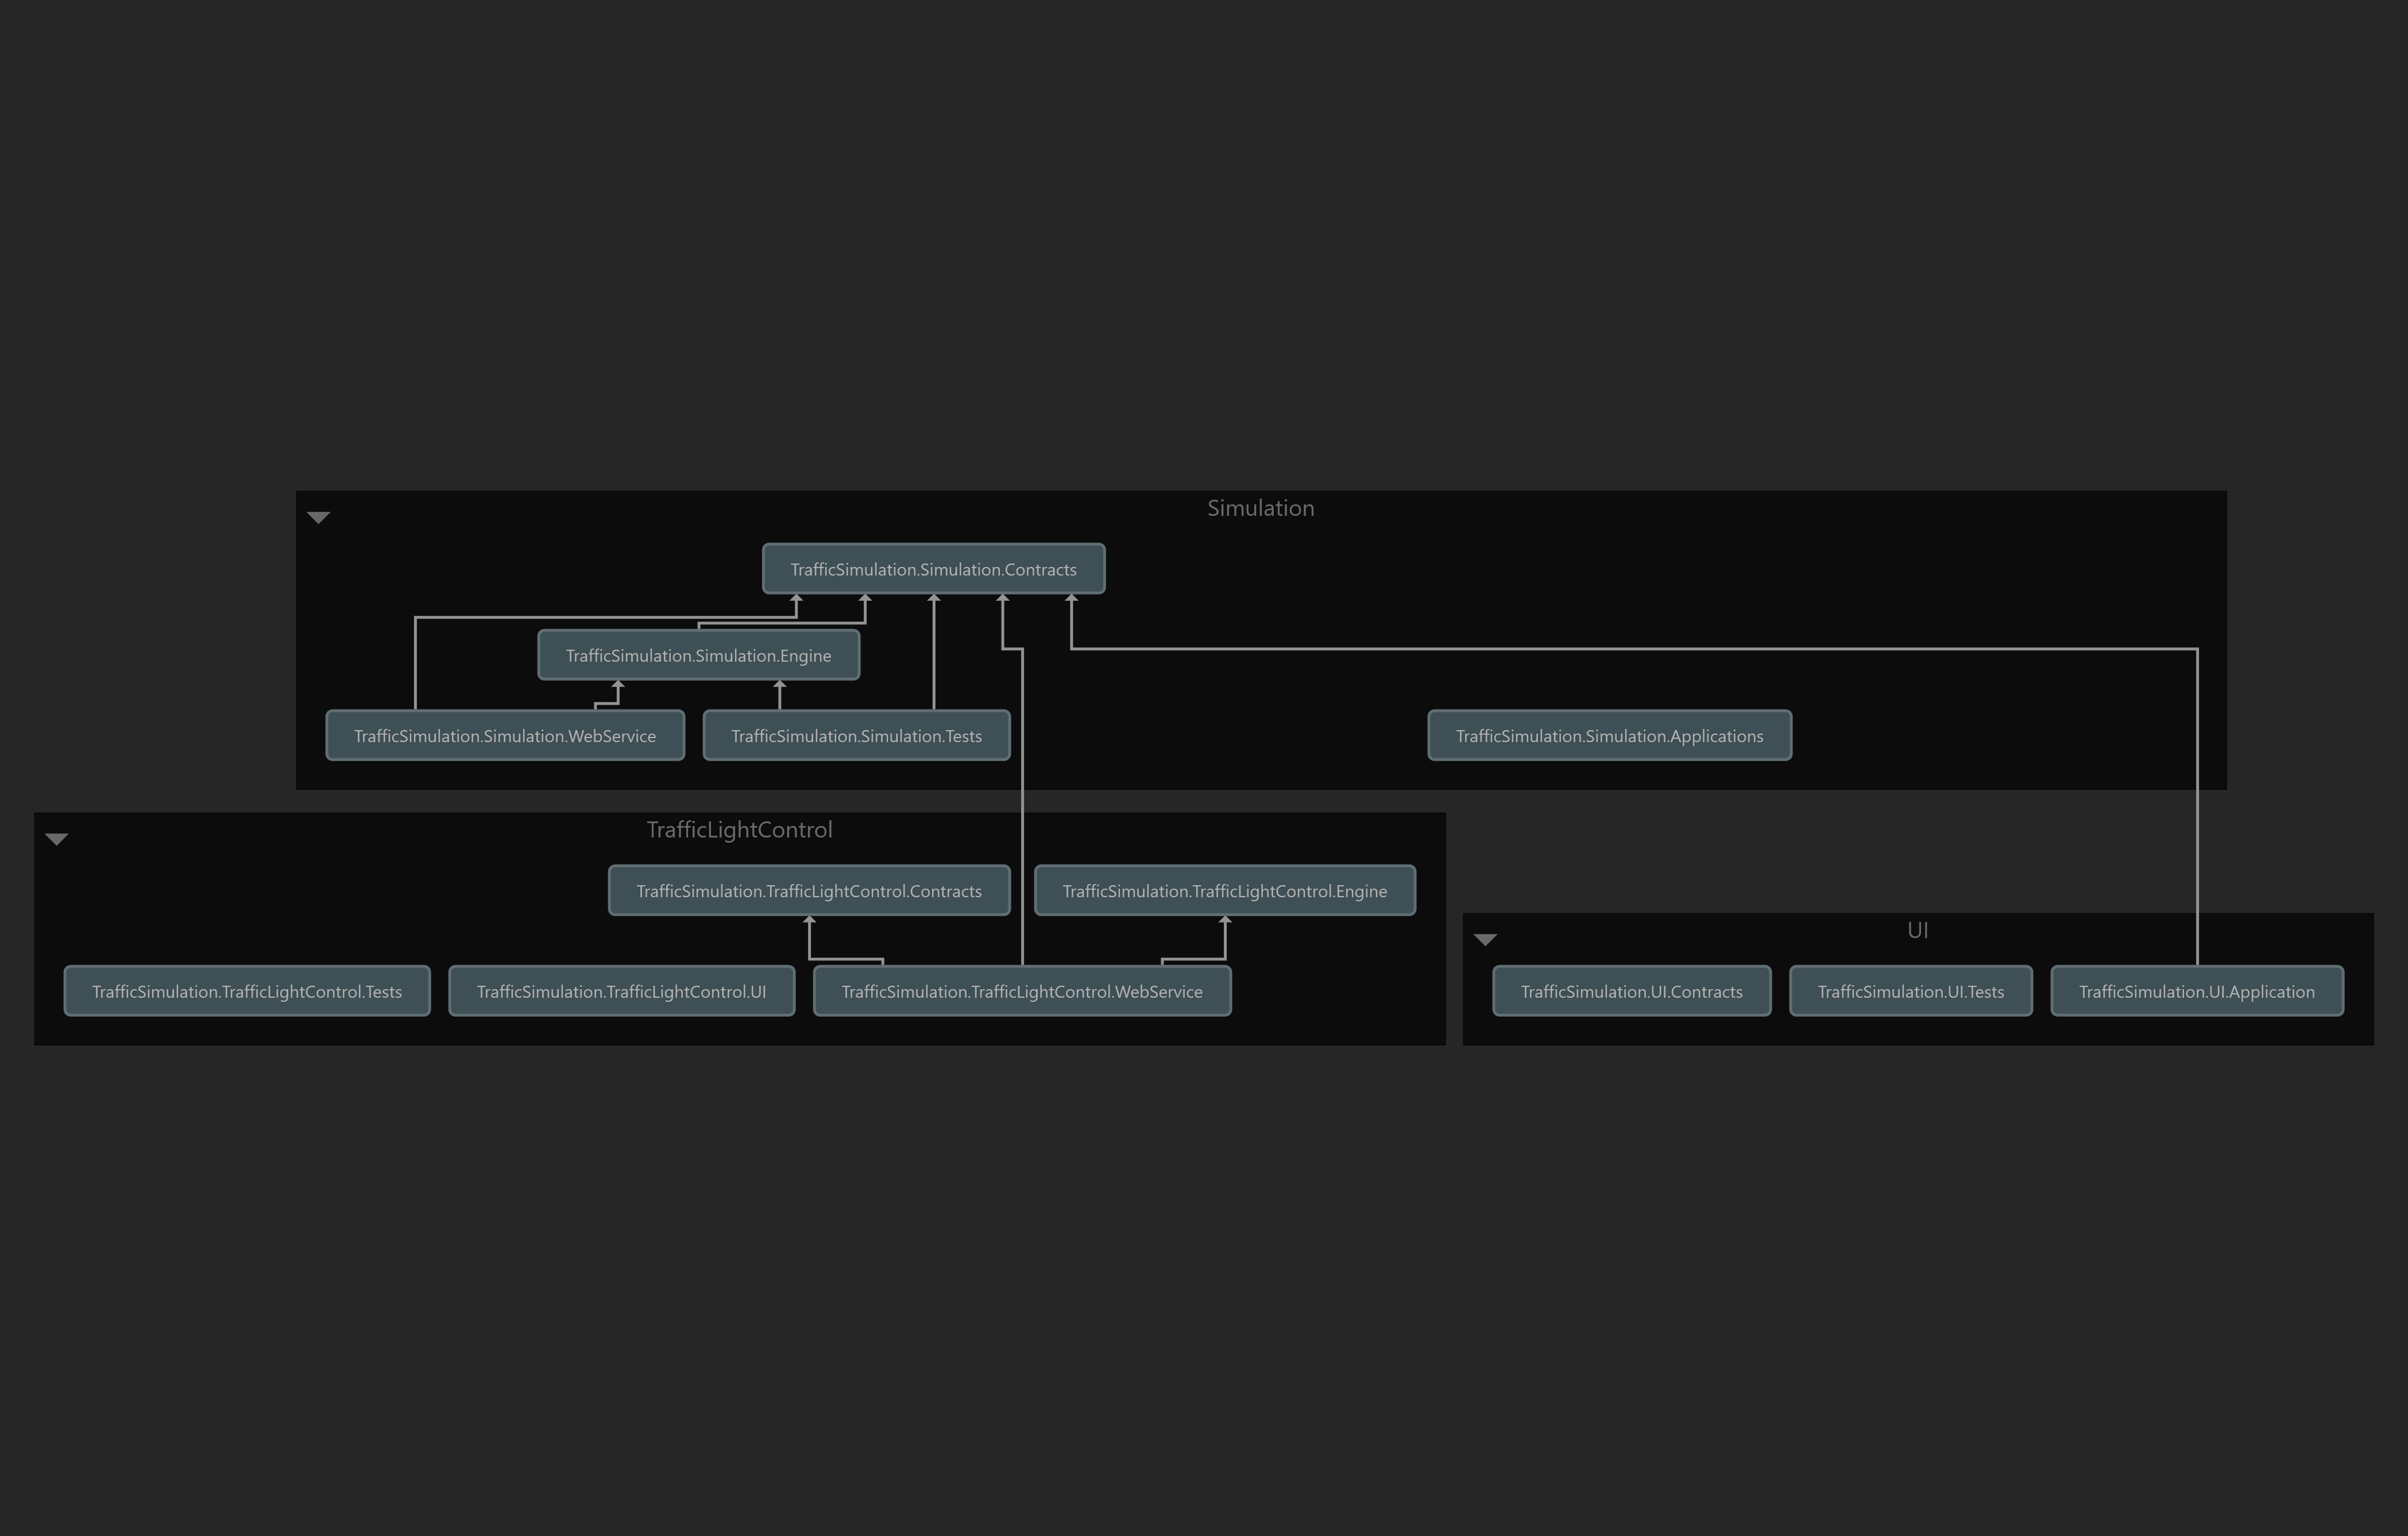 Simulation
TrafficSimulation.Simulation.Contracts
TrafficSimulation.Simulation.Engine
TrafficSimulation.Simulation.WebService
TrafficSimulation.Simulation.Tests
TrafficSimulation.Simulation.Applications
TrafficLightControl
TrafficSimulation.TrafficLightControl.Contracts
TrafficSimulation.TrafficLightControl.Engine
TrafficSimulation.TrafficLightControl.Tests
TrafficSimulation.TrafficLightControl.UI
TrafficSimulation.TrafficLightControl.WebService
UI
TrafficSimulation.UI.Contracts
TrafficSimulation.UI.Tests
TrafficSimulation.UI.Application